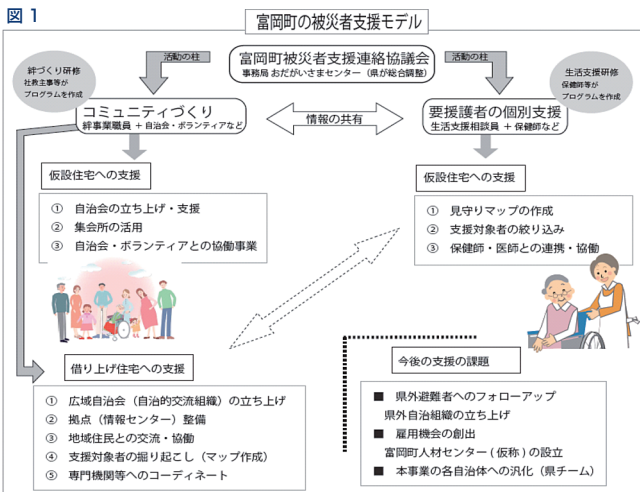 図 1
富岡町の被災者支援モデル
活動の柱
富岡町被災者支援連絡協議会
事務局 おだがいさまセンター（県が総合調整）
活動の柱
絆づくり研修
社教主事等が
プログラムを作成
生活支援研修
保健師等が
プログラムを作成
コミュニティづくり
絆事業職員 + 自治会・ボランティアなど
情報の共有
要援護者の個別支援
生活支援相談員 + 保健師など
仮設住宅への支援
① 自治会の立ち上げ・支援
② 集会所の活用
③ 自治会・ボランティアとの協働事業
仮設住宅への支援
① 見守りマップの作成
② 支援対象者の絞り込み
③ 保健師・医師との連携・協働
借り上げ住宅への支援
① 広域自治会（自治的交流組織）の立ち上げ
② 拠点（情報センター）整備
③ 地域住民との交流・協働
④ 支援対象者の掘り起こし（マップ作成）
⑤ 専門機関等へのコーディネート
今後の支援の課題
■ 県外避難者へのフォローアップ
県外自治組織の立ち上げ
■ 雇用機会の創出
富岡町人材センター(仮称)の設立
■ 本事業の各自治体への汎化（県チーム）